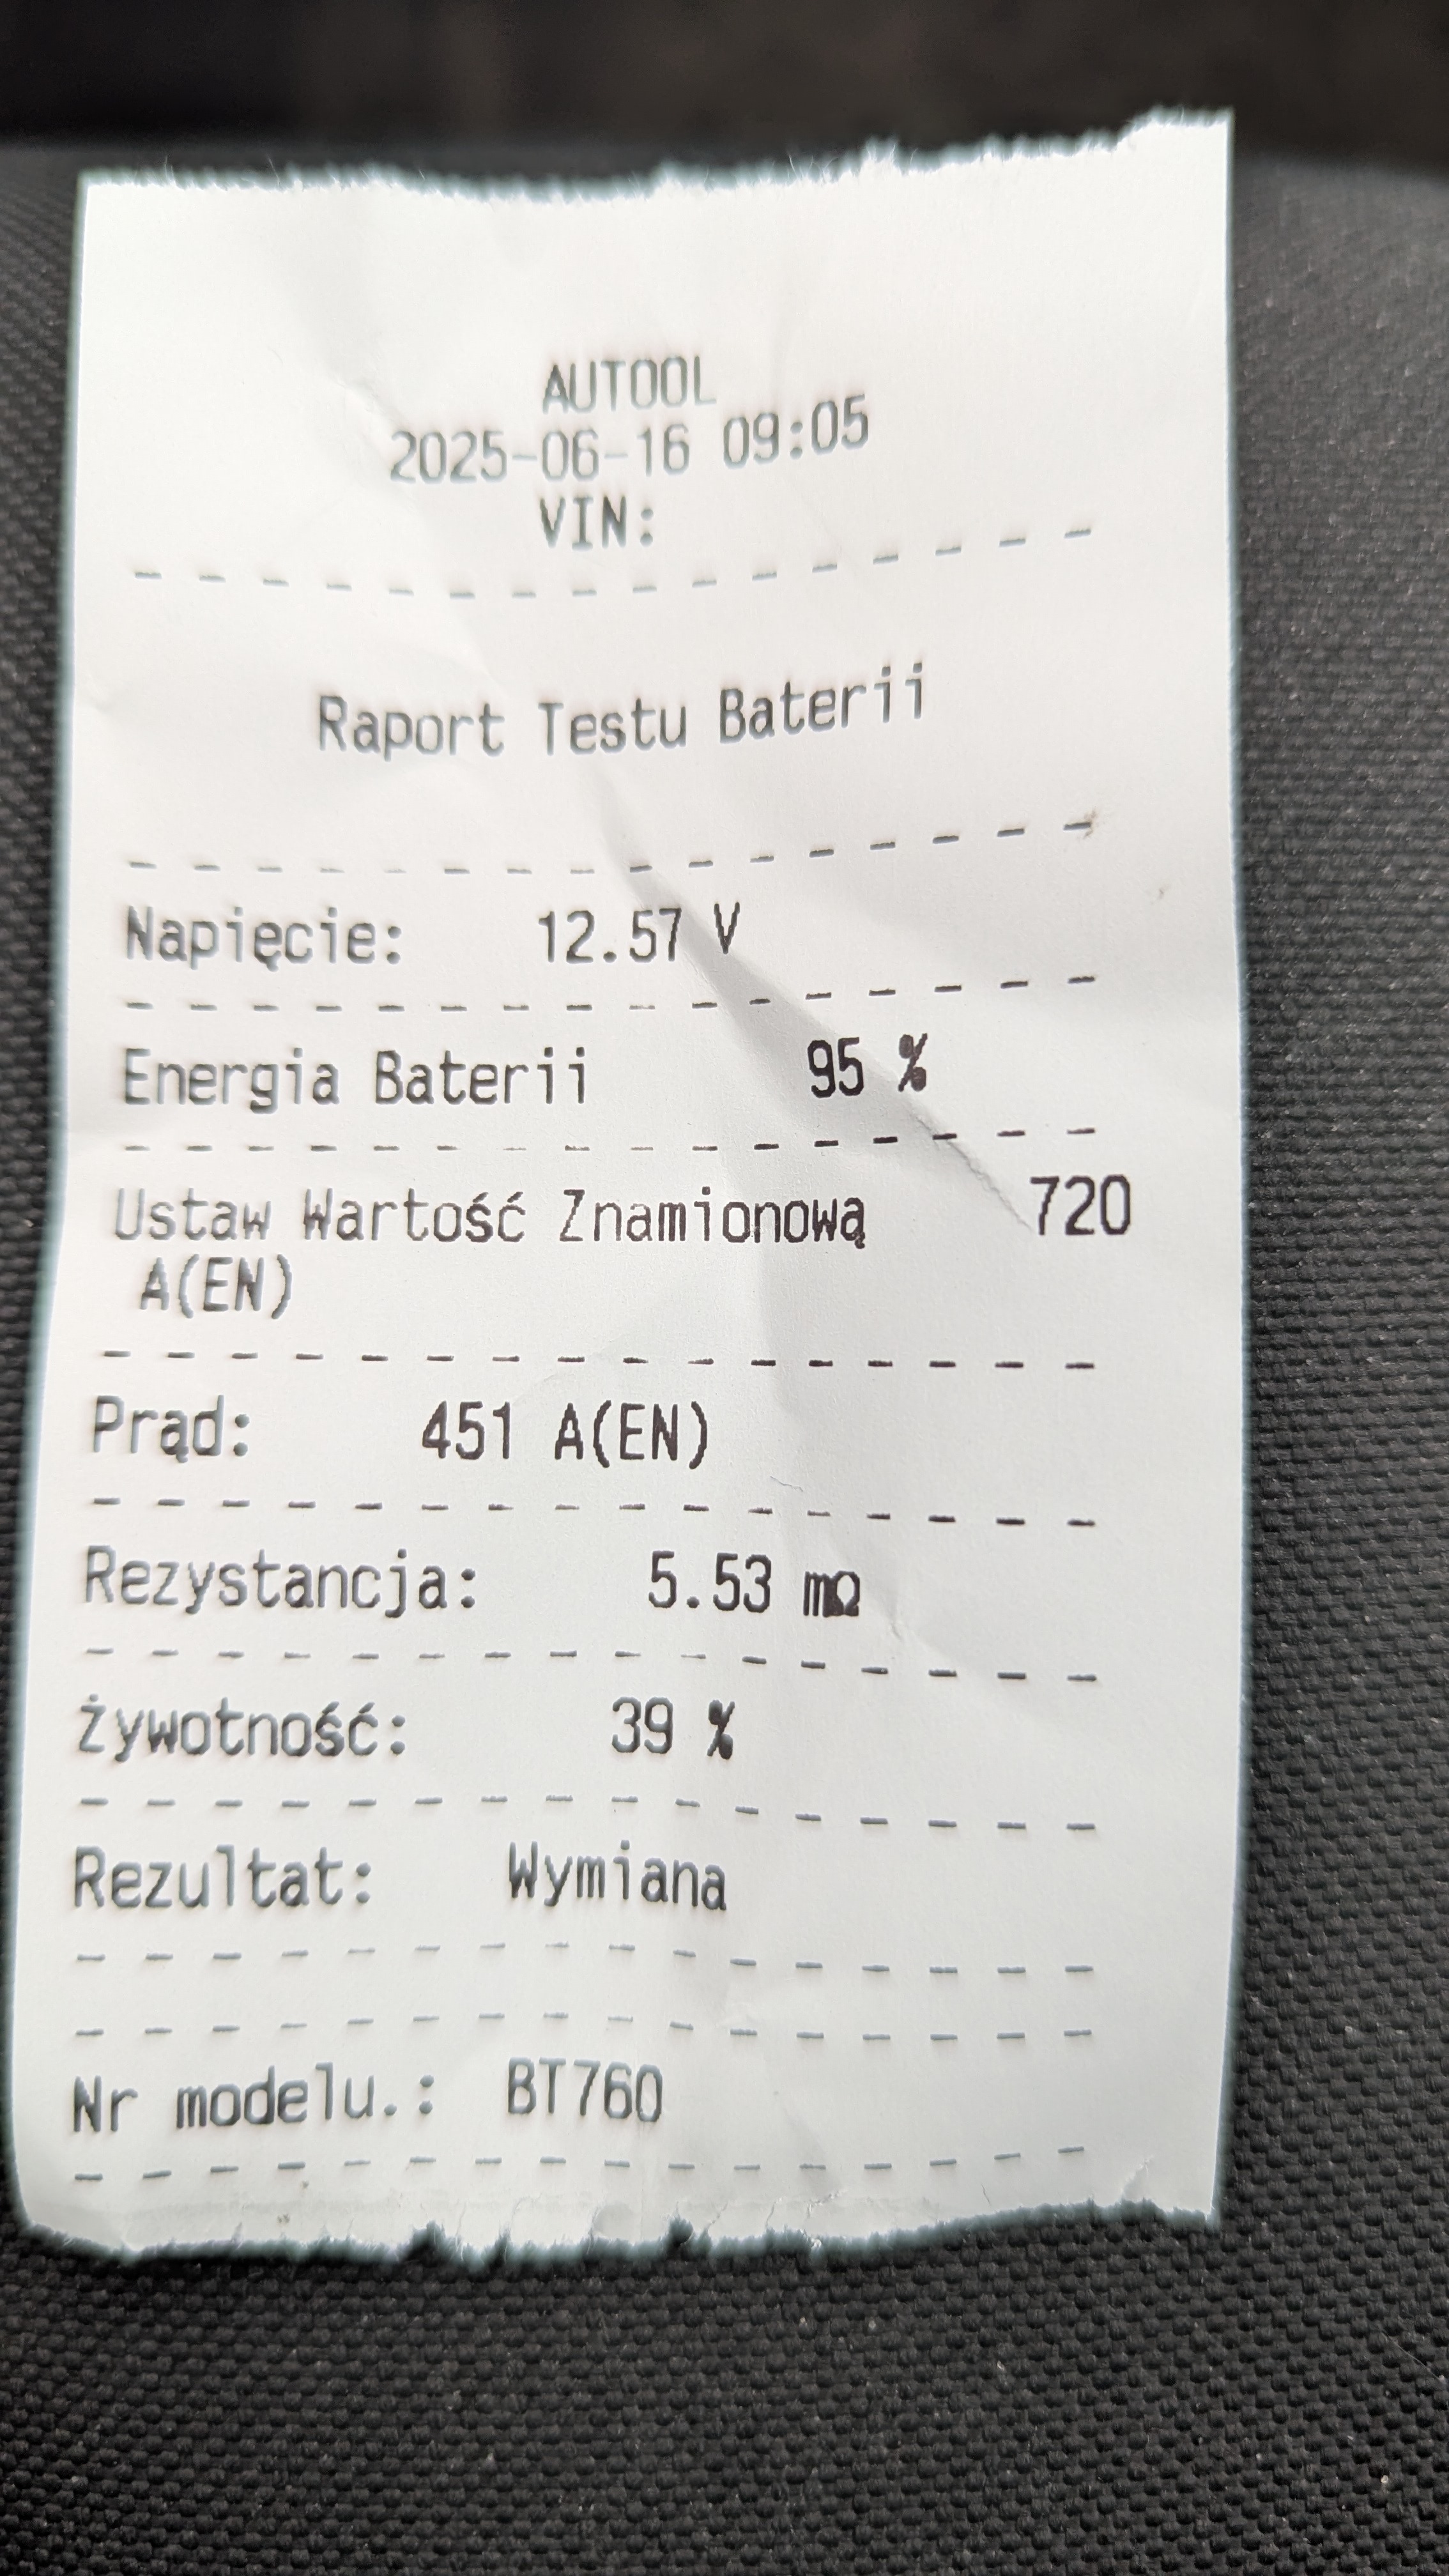 AUTOOL
2025-06-16 09:05
VIN:
Raport Testu Baterii
Napięcie: 12.57 V
Energia Baterii 95 %
Ustaw Wartość Znamionową 720
A(EN)
Prąd: 451 A(EN)
Rezystancja: 5.53 mΩ
Żywotność: 39 %
Rezultat: Wymiana
Nr modelu.: BT760